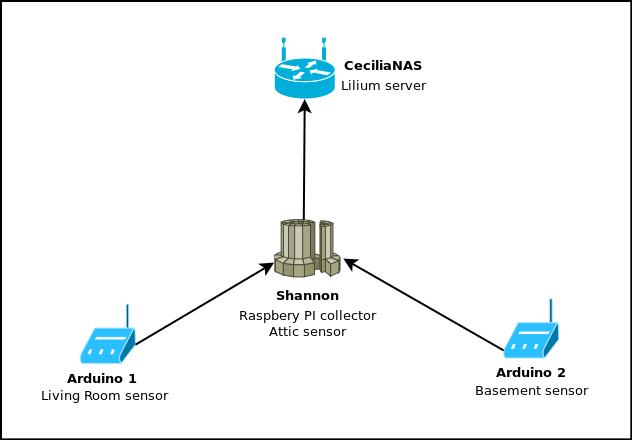 CeciliaNAS
Lilium server
Shannon
Raspbery PI collector
Attic sensor
Arduino 1
Living Room sensor
Arduino 2
Basement sensor